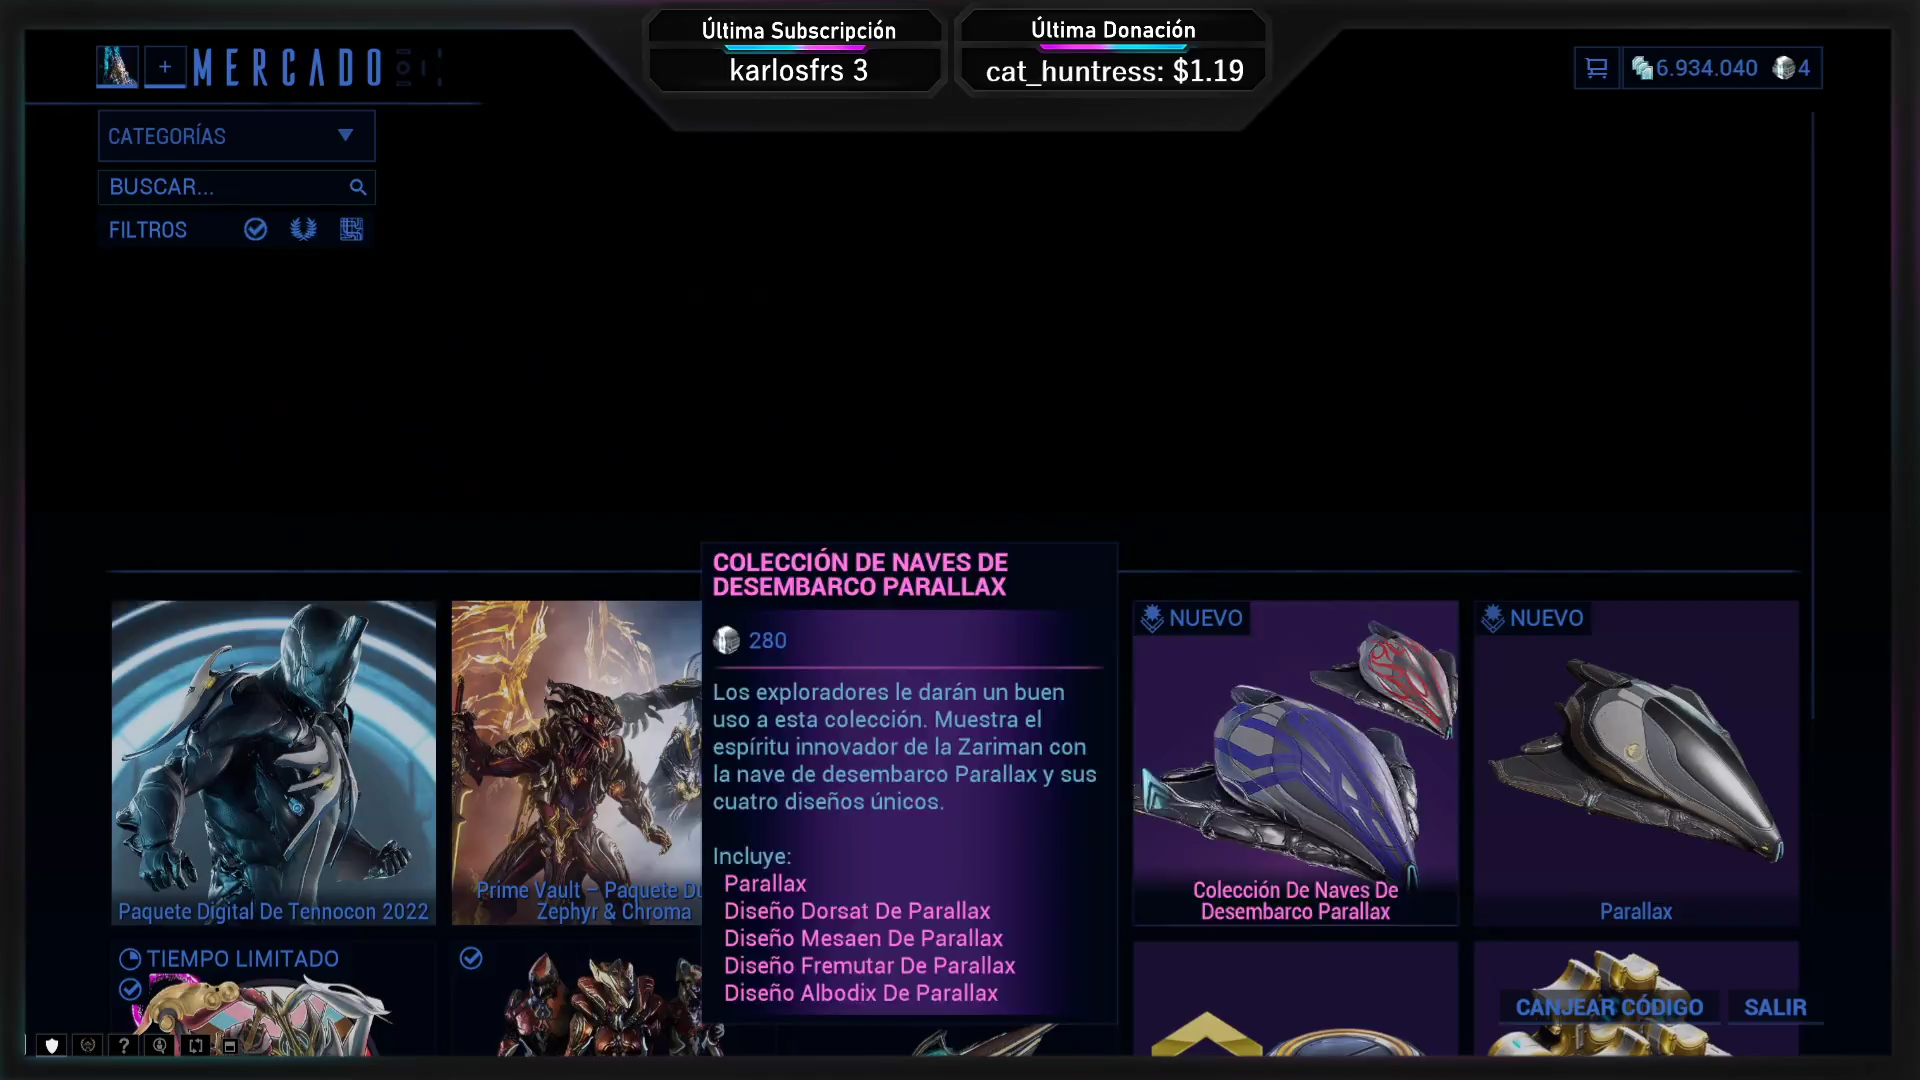 Última Subscripción
karlosfrs 3
Última Donación
cat_huntress: $1.19
MERCADO
6.934.040
4
CATEGORÍAS
BUSCAR...
FILTROS
COLECCIÓN DE NAVES DE
DESEMBARCO PARALLAX
280
Los exploradores le darán un buen
uso a esta colección. Muestra el
espíritu innovador de la Zariman con
la nave de desembarco Parallax y sus
cuatro diseños únicos.
Incluye:
Parallax
Diseño Dorsat De Parallax
Diseño Mesaen De Parallax
Diseño Fremutar De Parallax
Diseño Albodix De Parallax
Paquete Digital De Tennocon 2022
Prime Vault – Paquete
Zephyr & Chroma
NUEVO
Colección De Naves De
Desembarco Parallax
NUEVO
Parallax
TIEMPO LIMITADO
CANJEAR CÓDIGO
SALIR